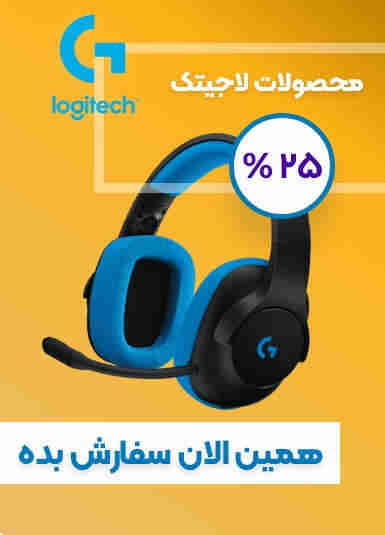 logitech
محصولات لاجیتک
% ۲۵
همین الان سفارش بده